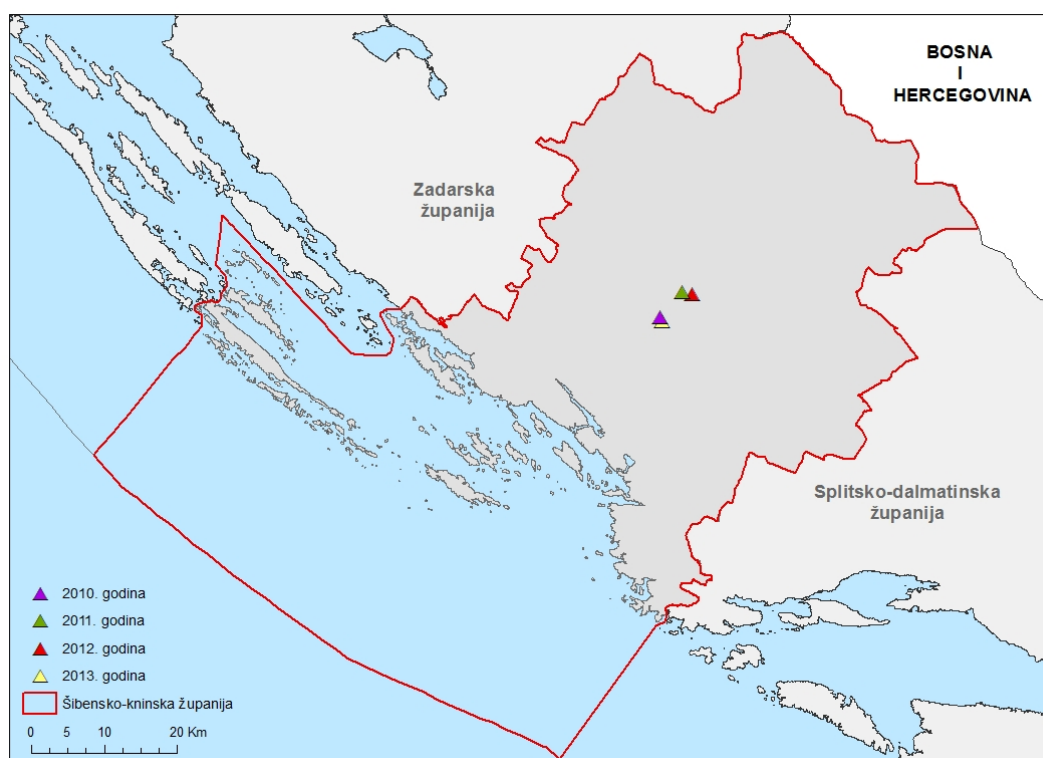 BOSNA
I
HERCEGOVINA
Zadarska
županija
Splitsko-dalmatinska
županija
2010. godina
2011. godina
2012. godina
2013. godina
Šibensko-kninska županija
0 5 10 20 Km